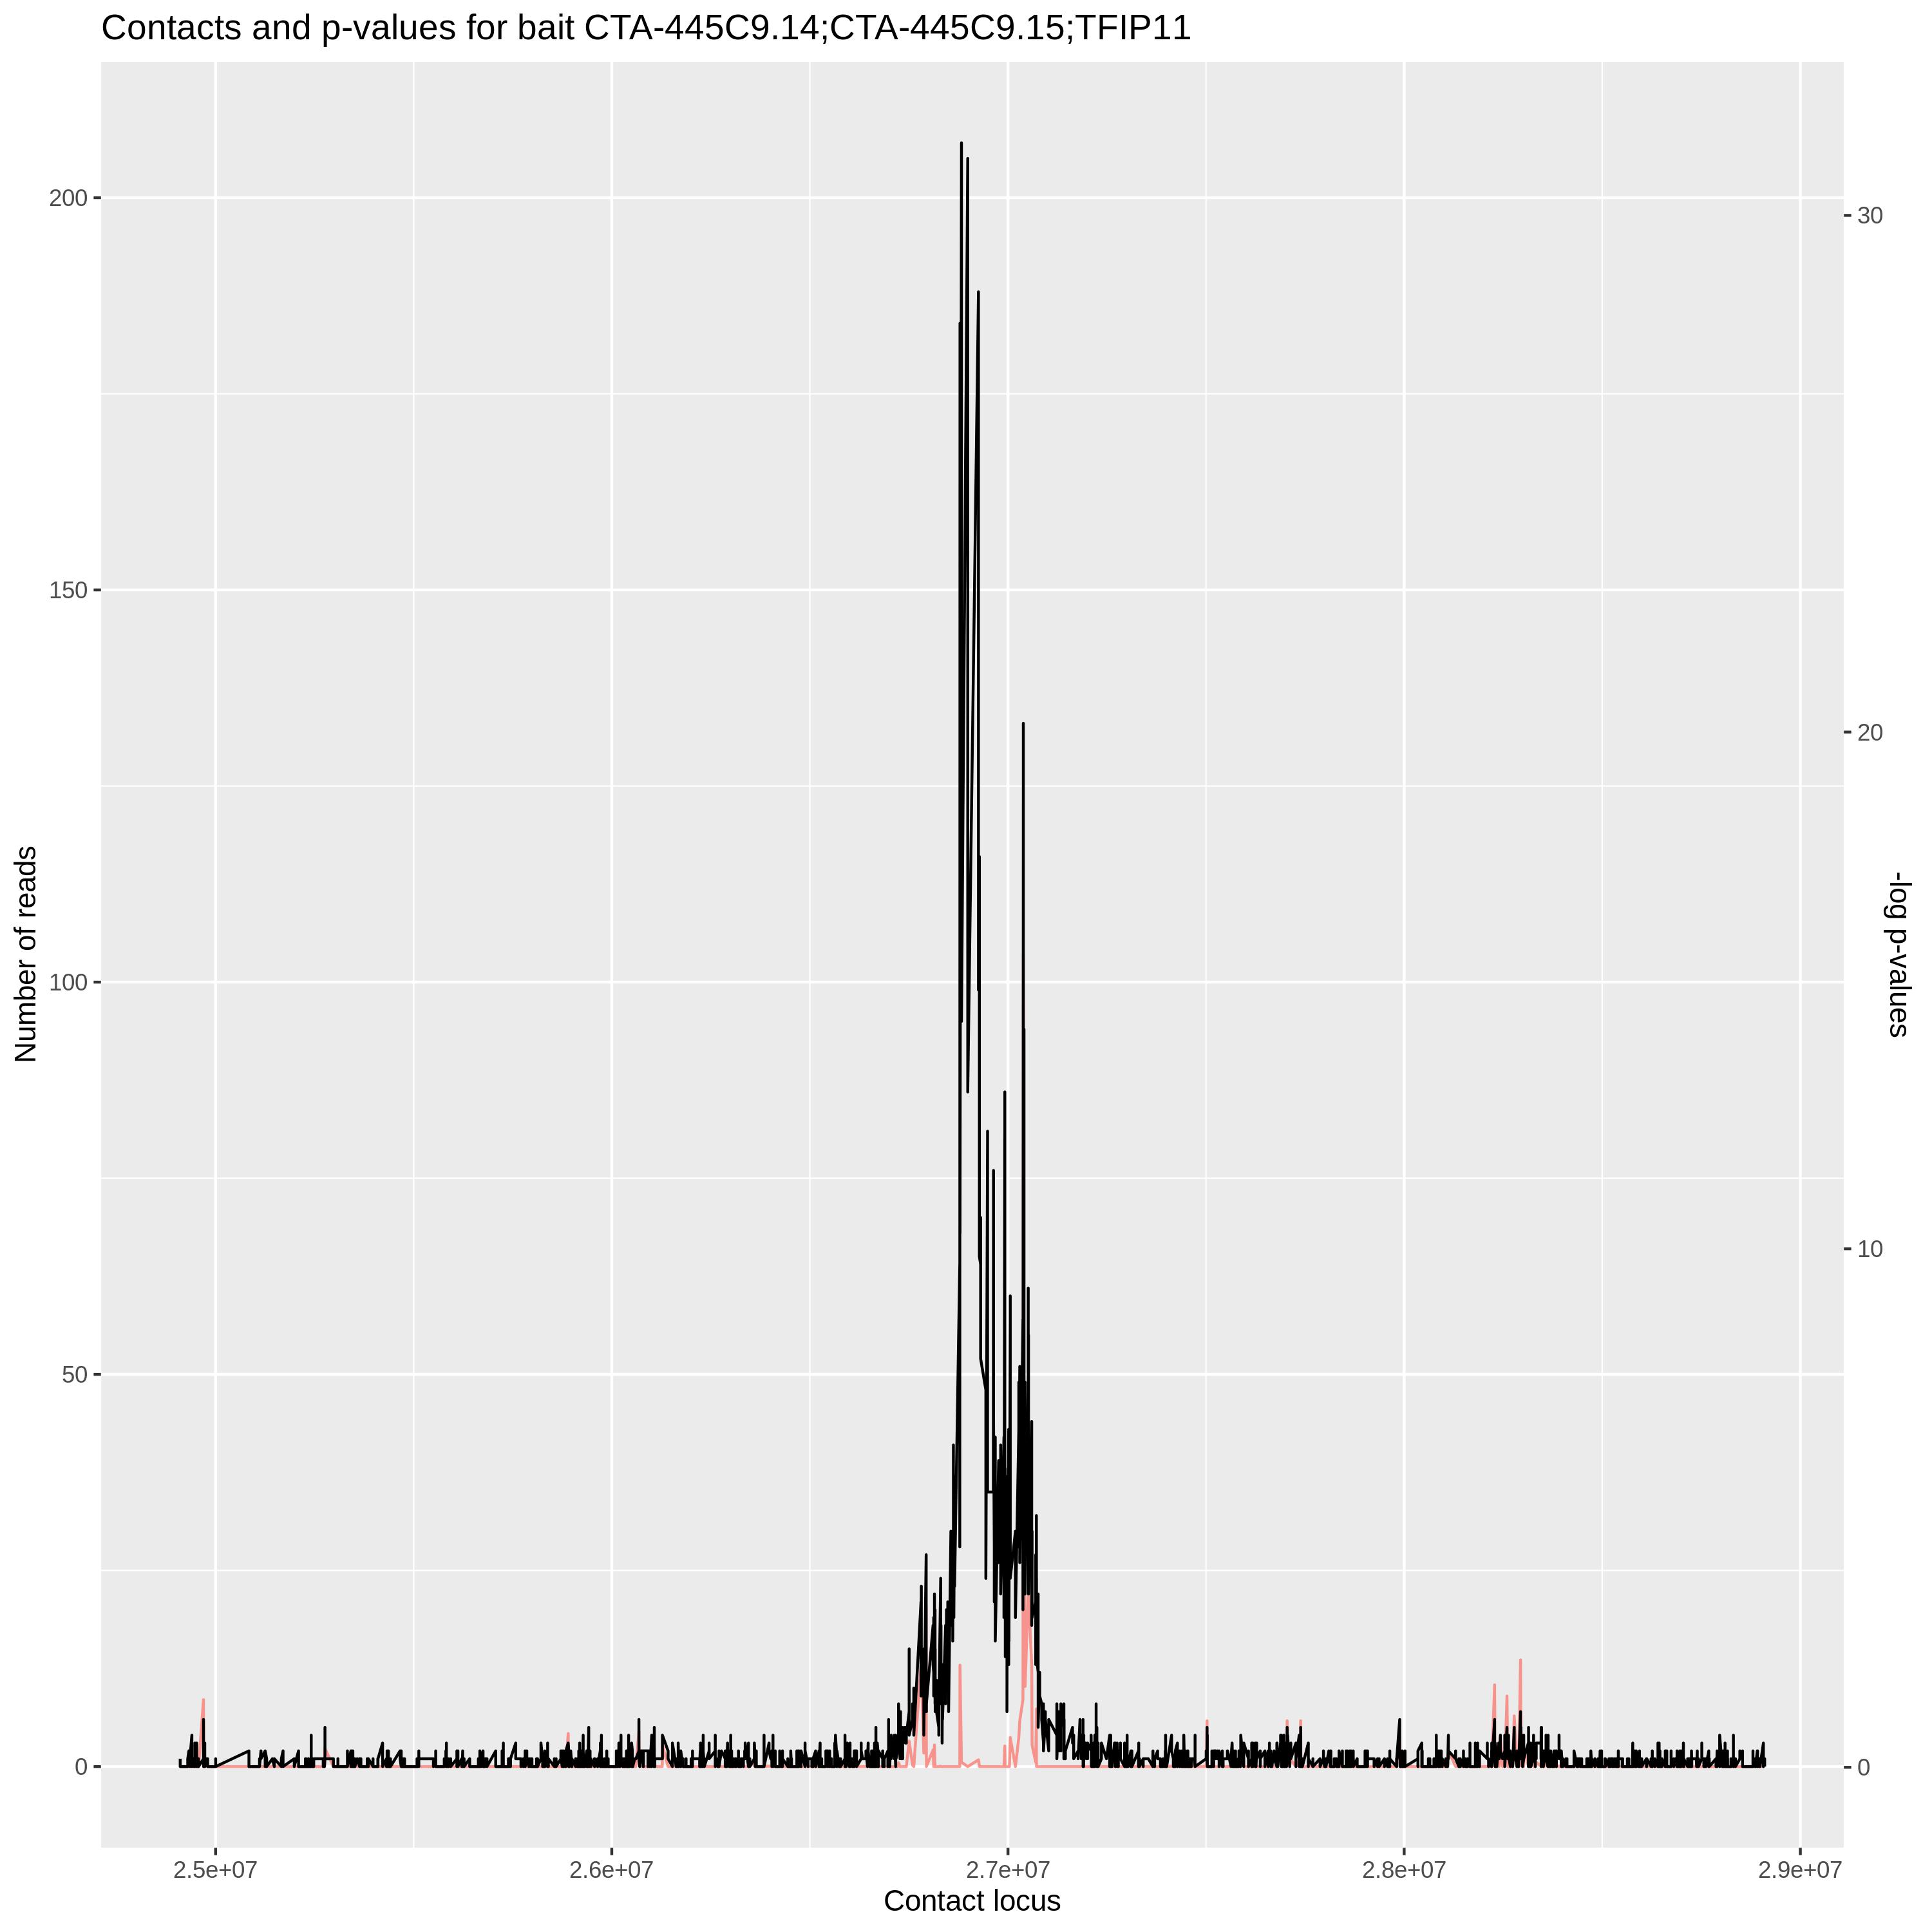 Contacts and p-values for bait CTA-445C9.14;CTA-445C9.15;TFIP11
200
150
100
50
0
Number of reads
30
20
10
0
-log p-values
2.5e+07 2.6e+07 2.7e+07 2.8e+07 2.9e+07
Contact locus